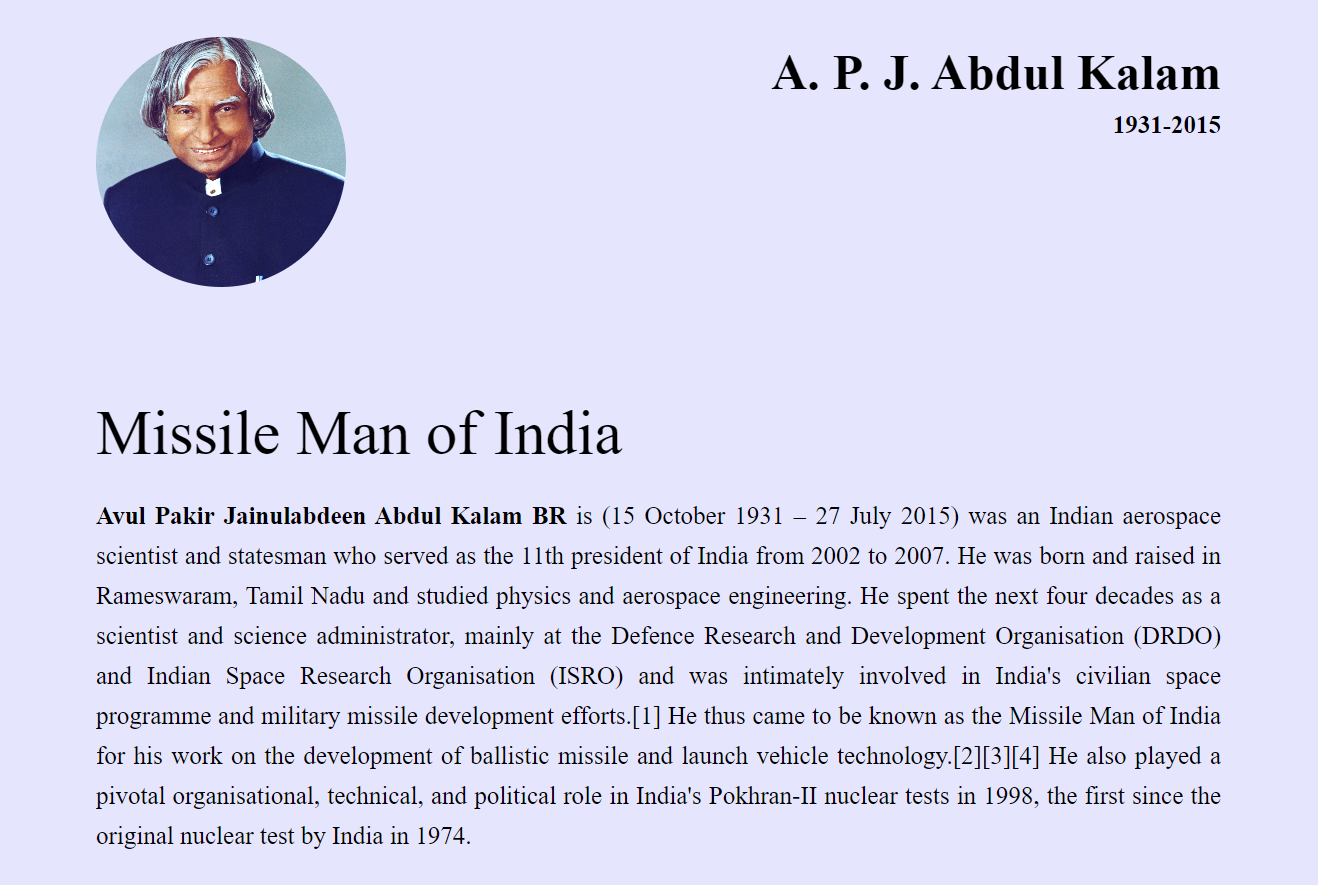 A. P. J. Abdul Kalam
1931-2015
Missile Man of India
Avul Pakir Jainulabdeen Abdul Kalam BR is (15 October 1931 – 27 July 2015) was an Indian aerospace
scientist and statesman who served as the 11th president of India from 2002 to 2007. He was born and raised in
Rameswaram, Tamil Nadu and studied physics and aerospace engineering. He spent the next four decades as a
scientist and science administrator, mainly at the Defence Research and Development Organisation (DRDO)
and Indian Space Research Organisation (ISRO) and was intimately involved in India's civilian space
programme and military missile development efforts.[1] He thus came to be known as the Missile Man of India
for his work on the development of ballistic missile and launch vehicle technology.[2][3][4] He also played a
pivotal organisational, technical, and political role in India's Pokhran-II nuclear tests in 1998, the first since the
original nuclear test by India in 1974.